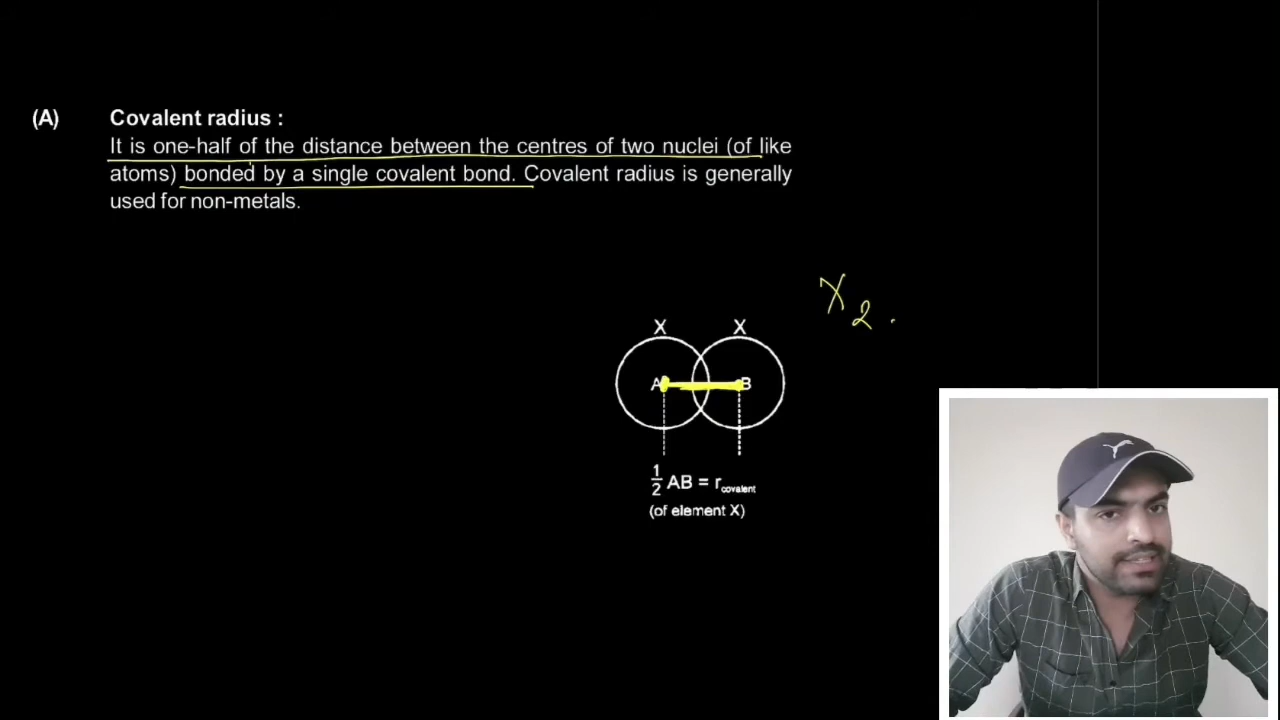 (A) Covalent radius :
It is one-half of the distance between the centres of two nuclei (of like
atoms) bonded by a single covalent bond. Covalent radius is generally
used for non-metals.
X₂
X X
A B
½ AB = r covalent
(of element X)